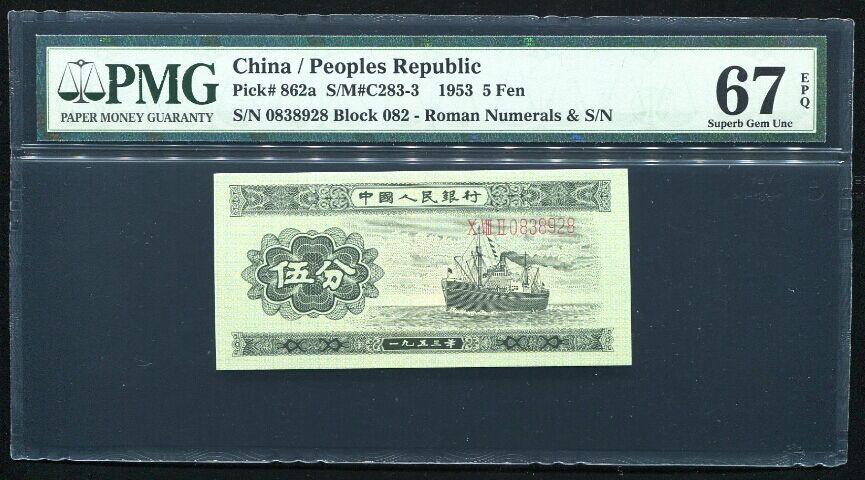 PMG
PAPER MONEY GUARANTY
China / Peoples Republic
Pick# 862a S/M#C283-3 1953 5 Fen
S/N 0838928 Block 082 - Roman Numerals & S/N
67 EPQ
Superb Gem Unc
中國人民銀行
X VIII II 0838928
伍分
一九五三年